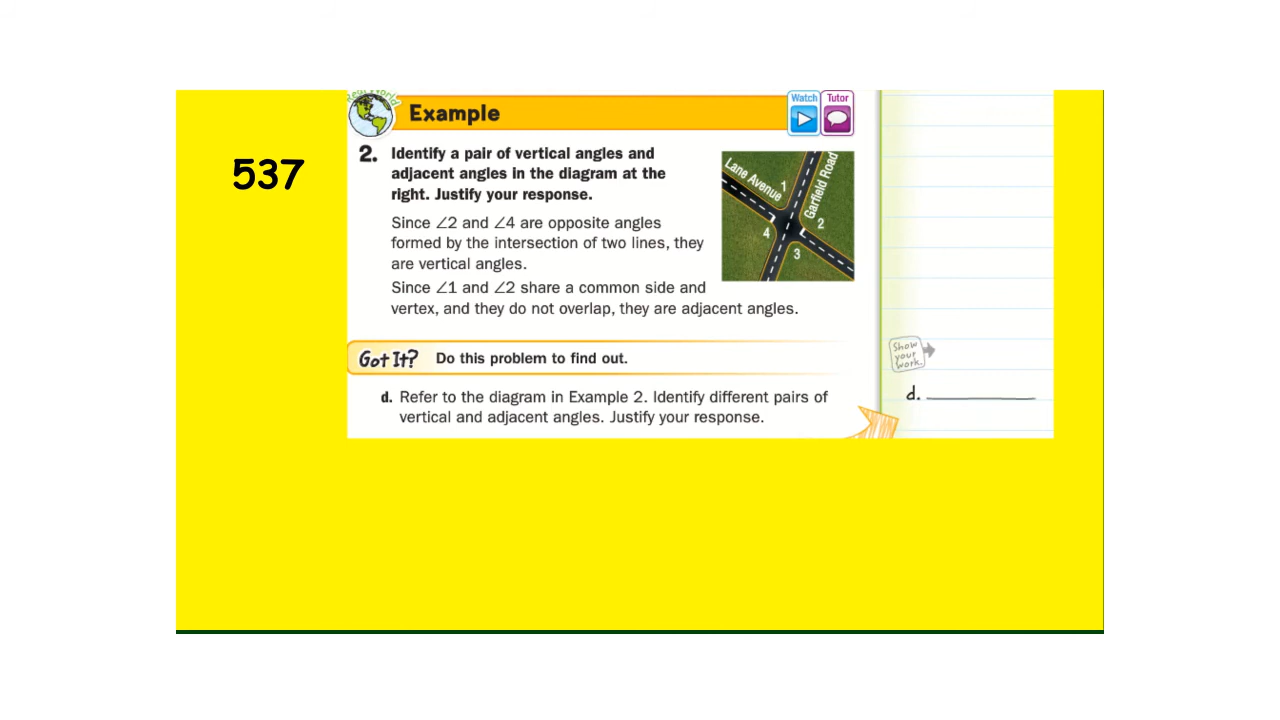 537
Real World
Example
Watch
Tutor
2. Identify a pair of vertical angles and
adjacent angles in the diagram at the
right. Justify your response.
Since ∠2 and ∠4 are opposite angles
formed by the intersection of two lines, they
are vertical angles.
Since ∠1 and ∠2 share a common side and
vertex, and they do not overlap, they are adjacent angles.
Lane Avenue
1
Garfield Road
2
4
3
Got It? Do this problem to find out.
d. Refer to the diagram in Example 2. Identify different pairs of
vertical and adjacent angles. Justify your response.
Show
your
work.
d. ____________